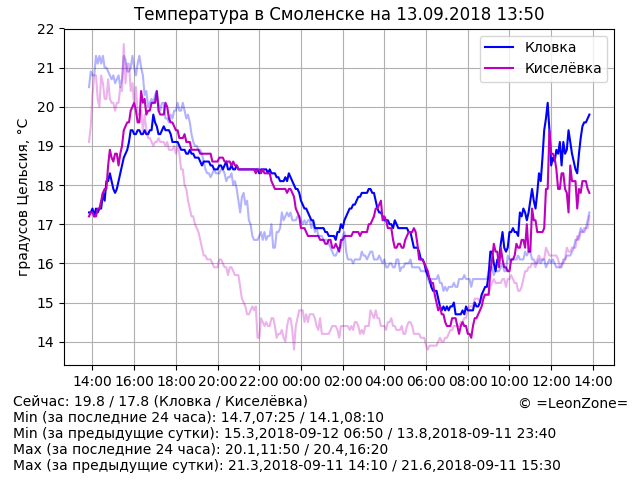 Температура в Смоленске на 13.09.2018 13:50
градусов Цельсия, °C
22
21
20
19
18
17
16
15
14
Кловка
Киселёвка
14:00 16:00 18:00 20:00 22:00 00:00 02:00 04:00 06:00 08:00 10:00 12:00 14:00
Сейчас: 19.8 / 17.8 (Кловка / Киселёвка)
© =LeonZone=
Min (за последние 24 часа): 14.7,07:25 / 14.1,08:10
Min (за предыдущие сутки): 15.3,2018-09-12 06:50 / 13.8,2018-09-11 23:40
Max (за последние 24 часа): 20.1,11:50 / 20.4,16:20
Max (за предыдущие сутки): 21.3,2018-09-11 14:10 / 21.6,2018-09-11 15:30